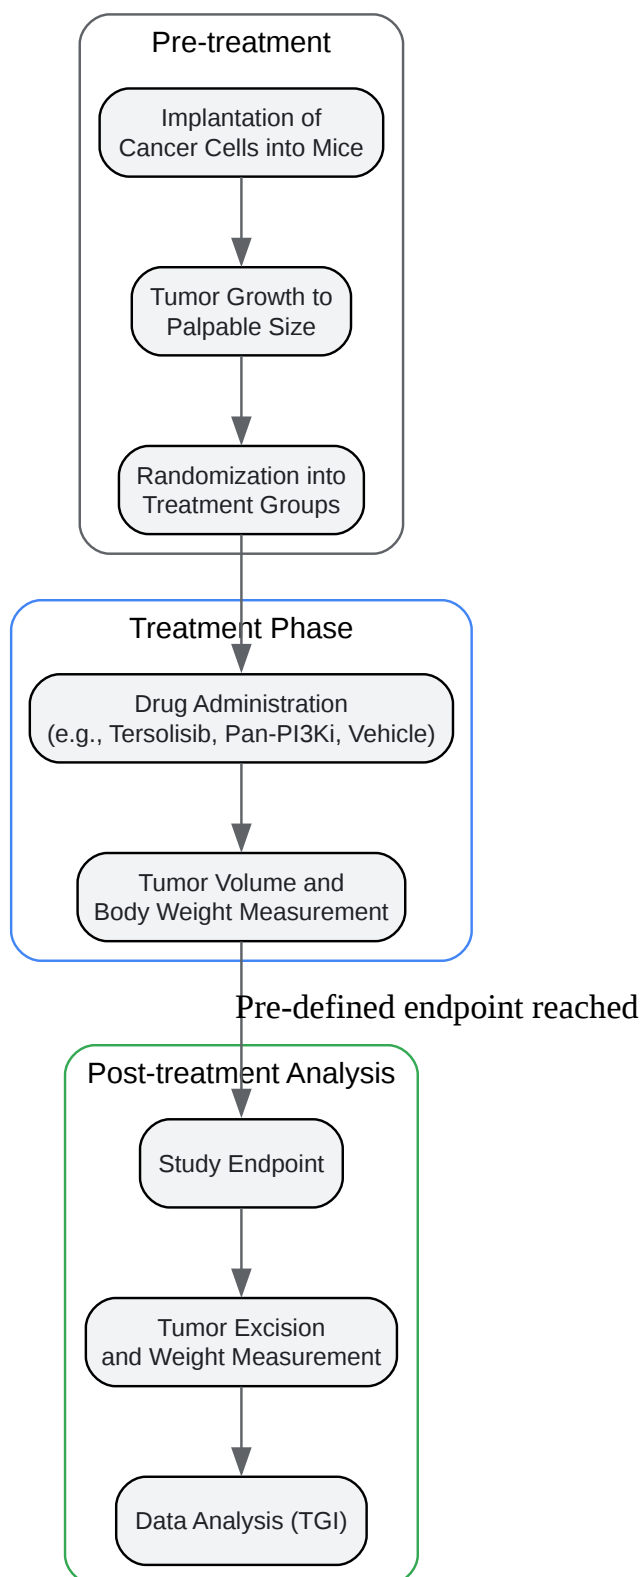 Pre-treatment
Implantation of
Cancer Cells into Mice
Tumor Growth to
Palpable Size
Randomization into
Treatment Groups
Treatment Phase
Drug Administration
(e.g., Tersolisib, Pan-PI3Ki, Vehicle)
Tumor Volume and
Body Weight Measurement
Pre-defined endpoint reached
Post-treatment Analysis
Study Endpoint
Tumor Excision
and Weight Measurement
Data Analysis (TGI)